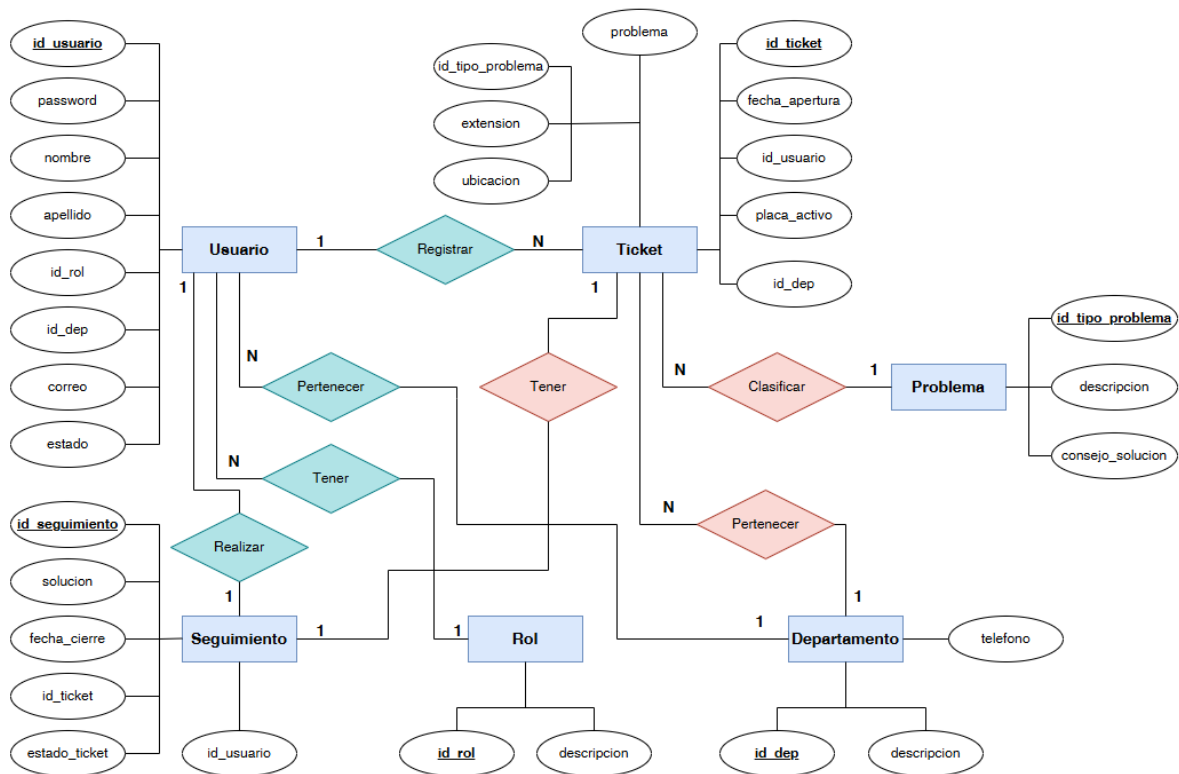 problema
id_usuario
id_ticket
id_tipo_problema
password
fecha_apertura
extension
nombre
id_usuario
ubicacion
apellido
placa_activo
Usuario
1
Registrar
N
Ticket
id_rol
1
1
id_dep
id_tipo_problema
id_dep
N
Pertenecer
Tener
N
Clasificar
1
Problema
descripcion
correo
estado
consejo_solucion
N
Tener
N
Pertenecer
id_seguimiento
Realizar
solucion
1
1
fecha_cierre
Seguimiento
1
1
Rol
1
Departamento
telefono
id_ticket
estado_ticket
id_usuario
id_rol
descripcion
id_dep
descripcion